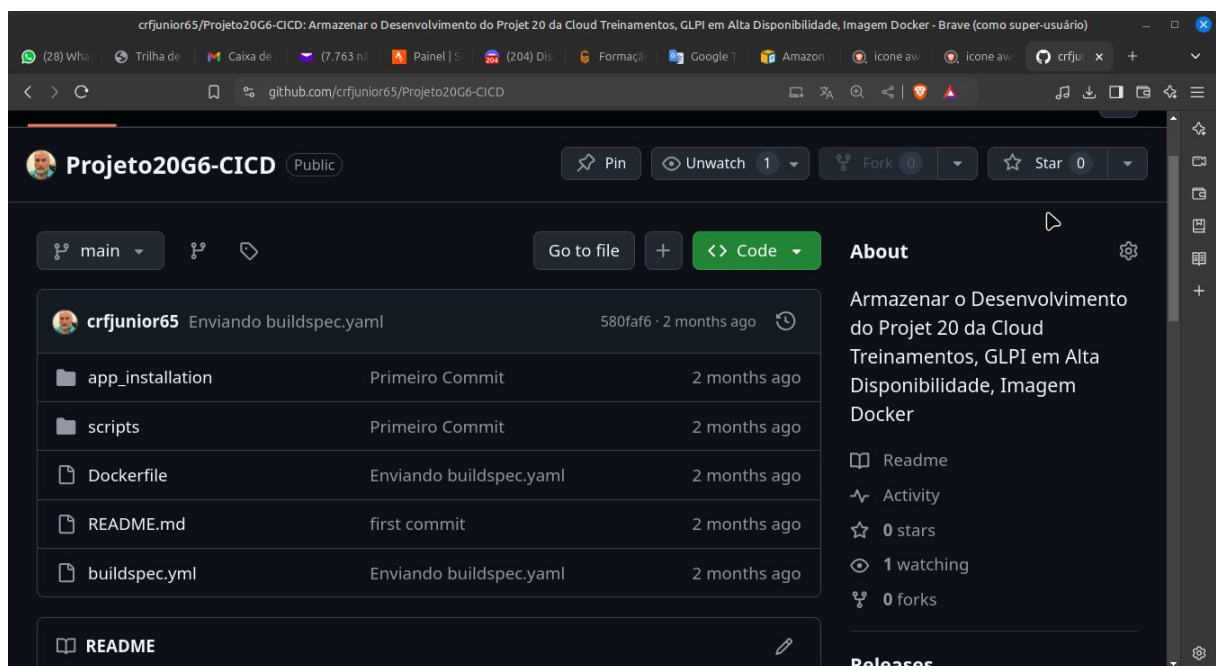 crfjunior65/Projeto20G6-CICD: Armazenar o Desenvolvimento do Projet 20 da Cloud Treinamentos, GLPI em Alta Disponibilidade, Imagem Docker - Brave (como super-usuário)
(28) Wha
Trilha de
Caixa de
(7.763 nã
Painel | S
204
(204) Dis
Formaçã
Google T
Amazon
icone aw
icone aw
crfju
github.com/crfjunior65/Projeto20G6-CICD
Projeto20G6-CICD
Public
Pin
Unwatch 1
Fork 0
Star 0
main
Go to file
Code
crfjunior65 Enviando buildspec.yaml 580faf6 · 2 months ago
app_installation Primeiro Commit 2 months ago
scripts Primeiro Commit 2 months ago
Dockerfile Enviando buildspec.yaml 2 months ago
README.md first commit 2 months ago
buildspec.yml Enviando buildspec.yaml 2 months ago
README
About
Armazenar o Desenvolvimento
do Projet 20 da Cloud
Treinamentos, GLPI em Alta
Disponibilidade, Imagem
Docker
Readme
Activity
0 stars
1 watching
0 forks
Releases